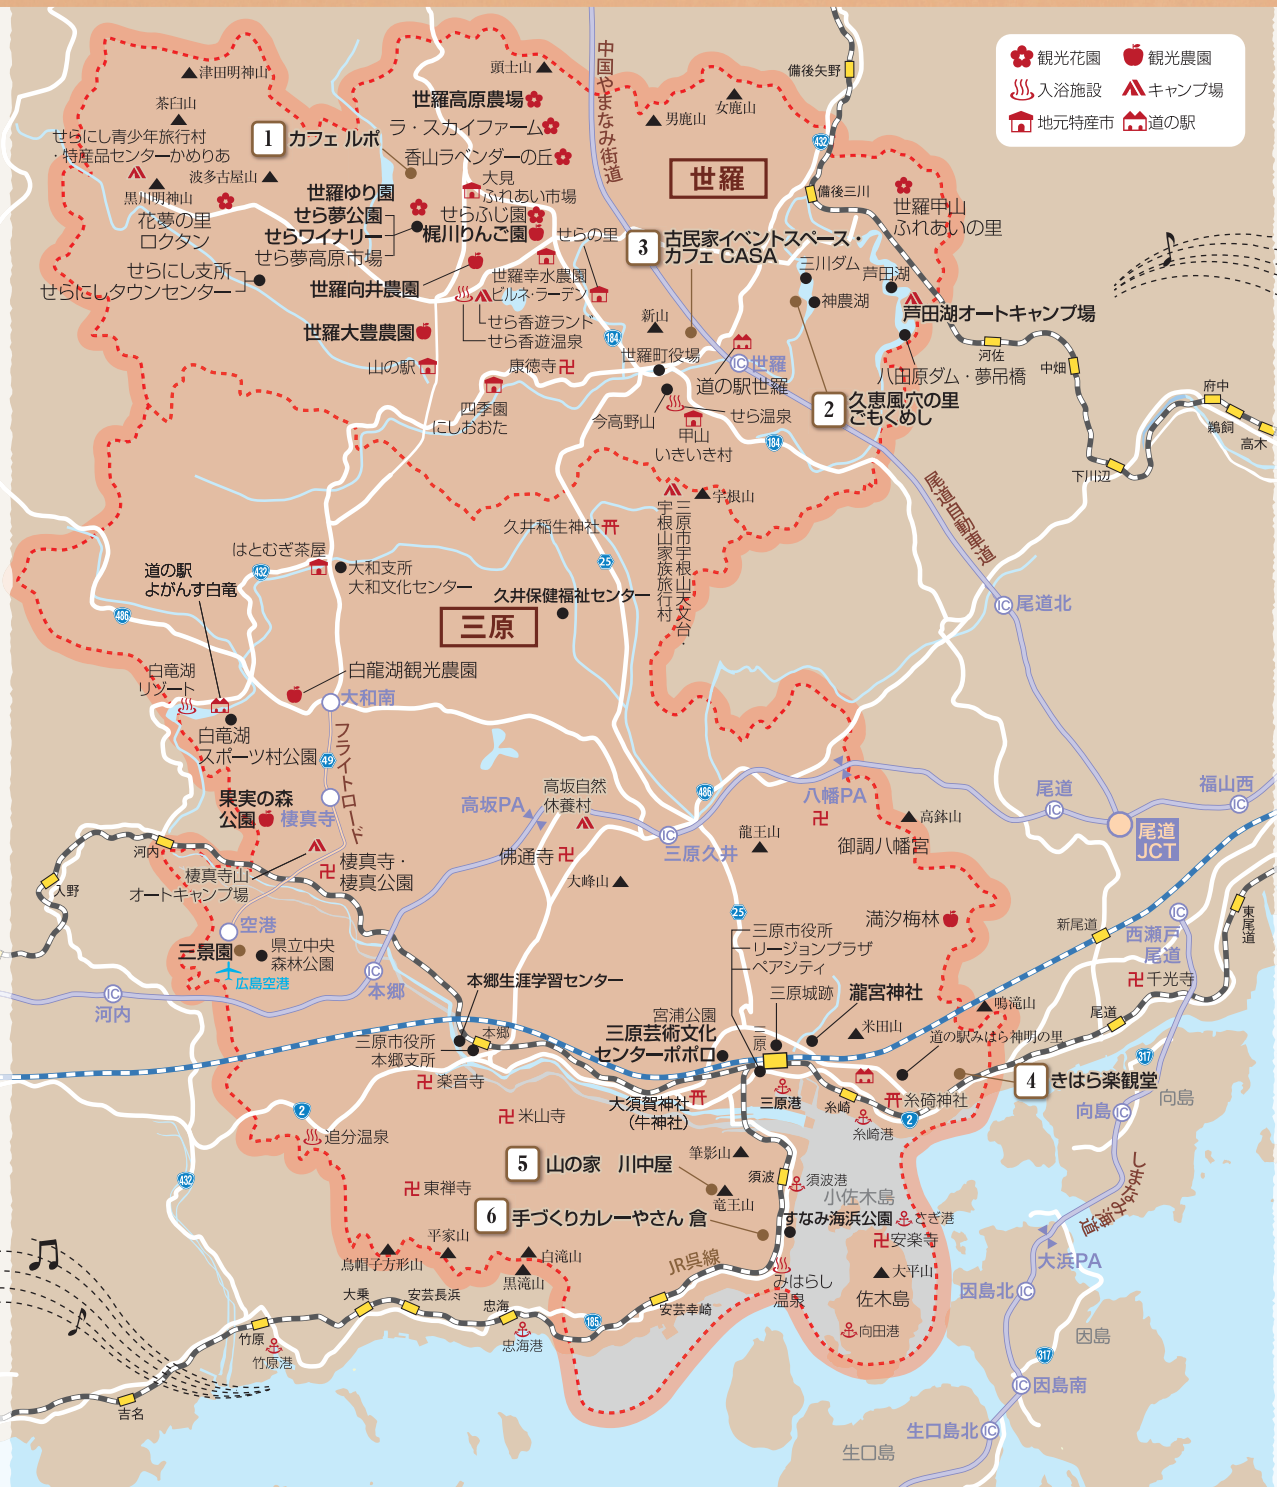 観光花園
観光農園
入浴施設
キャンプ場
地元特産市
道の駅
津田明神山
茶臼山
せらにし青少年旅行村
・特産品センターかめりあ
1 カフェ ルポ
波多古屋山
黒川明神山
花夢の里
ロクタン
せらにし支所
せらにしタウンセンター
頭士山
世羅高原農場
ラ・スカイファーム
香山ラベンダーの丘
大見
ふれあい市場
世羅ゆり園
せら夢公園
せらワイナリー
せら夢高原市場
せらふじ園
梶川りんご園
世羅向井農園
世羅幸水農園
ビルネ・ラーデン
せらの里
せら香遊ランド
せら香遊温泉
世羅大豊農園
山の駅
康徳寺
四季園
にしおおた
中国やまなみ街道
女鹿山
男鹿山
世羅
備後矢野
432
備後三川
世羅甲山
ふれあいの里
3 古民家イベントスペース・
カフェ CASA
三川ダム
芦田湖
神農湖
芦田湖オートキャンプ場
河佐
中畑
八田原ダム・夢吊橋
府中
鵜飼
高木
下川辺
新山
184
世羅町役場
IC 世羅
道の駅世羅
2 久恵風穴の里
ごもくめし
今高野山
せら温泉
甲山
いきいき村
184
尾道自動車道
宇根山
三原市宇根山天文台・
宇根山家族旅行村
久井稲生神社
25
はとむぎ茶屋
432
大和支所
大和文化センター
道の駅
よがんす白竜
486
久井保健福祉センター
三原
IC 尾道北
白竜湖
リゾート
白龍湖観光農園
大和南
白竜湖
スポーツ村公園
フライトロード
49
果実の森
公園
棲真寺
高坂PA
高坂自然
休養村
486
八幡PA
IC
三原久井
龍王山
高鉢山
御調八幡宮
尾道
IC
福山西
IC
尾道
JCT
河内
入野
棲真寺山
オートキャンプ場
棲真寺・
棲真公園
佛通寺
大峰山
空港
三景園
県立中央
森林公園
広島空港
IC
本郷
IC
河内
25
三原市役所
リージョンプラザ
ペアシティ
満汐梅林
新尾道
IC
西瀬戸
尾道
東尾道
千光寺
尾道
本郷生涯学習センター
本郷
三原市役所
本郷支所
宮浦公園
三原芸術文化
センターポポロ
三原
三原城跡
瀧宮神社
米田山
鳴滝山
道の駅みはら神明の里
317
4 きはら楽観堂
楽音寺
米山寺
大須賀神社
(牛神社)
三原港
糸崎
糸碕神社
2
糸崎港
向島
IC
向島
2
追分温泉
432
5 山の家 川中屋
筆影山
竜王山
須波
須波港
小佐木島
東禅寺
6 手づくりカレーやさん 倉
すなみ海浜公園
さぎ港
安楽寺
しまなみ海道
平家山
烏帽子方形山
白滝山
黒滝山
JR呉線
みはらし
温泉
大平山
佐木島
大浜PA
因島北
IC
大乗
安芸長浜
忠海
185
安芸幸崎
向田港
因島
竹原
竹原港
忠海港
317
IC 因島南
吉名
生口島北
IC
生口島